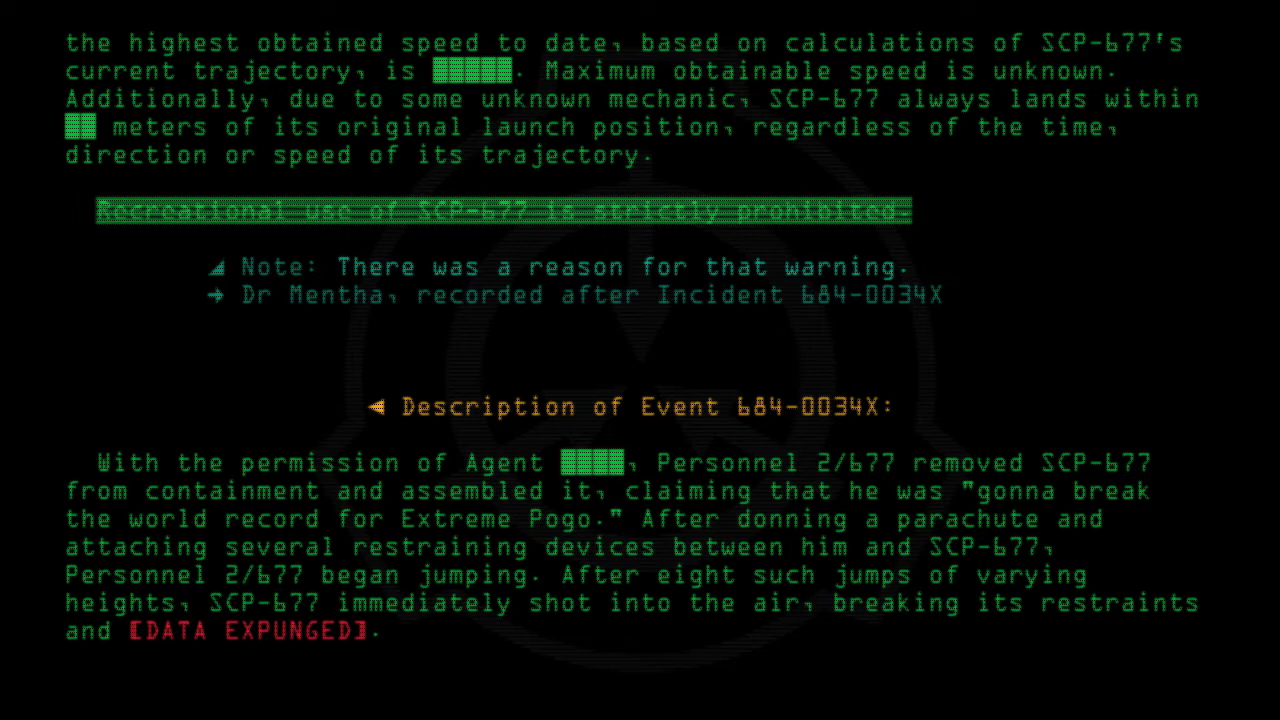 the highest obtained speed to date, based on calculations of SCP-677's
current trajectory, is █████. Maximum obtainable speed is unknown.
Additionally, due to some unknown mechanic, SCP-677 always lands within
██ meters of its original launch position, regardless of the time,
direction or speed of its trajectory.
Recreational use of SCP-677 is strictly prohibited.
◢ Note: There was a reason for that warning.
→ Dr Mentha, recorded after Incident 684-0034X
◄ Description of Event 684-0034X:
With the permission of Agent ████, Personnel 2/677 removed SCP-677
from containment and assembled it, claiming that he was "gonna break
the world record for Extreme Pogo." After donning a parachute and
attaching several restraining devices between him and SCP-677,
Personnel 2/677 began jumping. After eight such jumps of varying
heights, SCP-677 immediately shot into the air, breaking its restraints
and [DATA EXPUNGED].